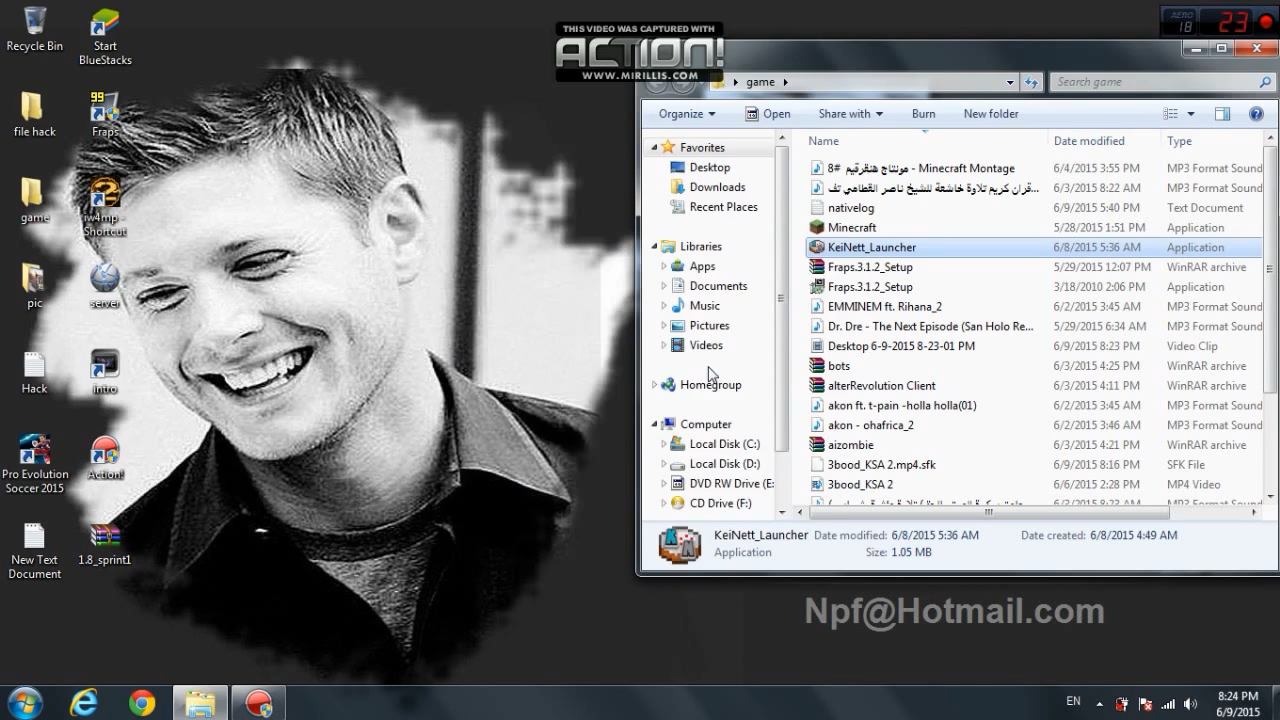 Recycle Bin
Start
BlueStacks
file hack
99
Fraps
game
iw4mp -
Shortcut
pic
server
Hack
intro
Pro Evolution
Soccer 2015
Action!
New Text
Document
1.8_sprint1
THIS VIDEO WAS CAPTURED WITH
ACTION!
WWW.MIRILLIS.COM
AERO
18
23
game
Search game
Organize
Open
Share with
Burn
New folder
Favorites
Desktop
Downloads
Recent Places
Libraries
Apps
Documents
Music
Pictures
Videos
Homegroup
Computer
Local Disk (C:)
Local Disk (D:)
DVD RW Drive (E:
CD Drive (F:)
Name Date modified Type
8# مونتاج هنقرقيم - Minecraft Montage 6/4/2015 3:55 PM MP3 Format Sound
قران كريم تلاوة خاشعة للشيخ ناصر القطامي تف... 6/3/2015 8:22 AM MP3 Format Sound
nativelog 6/9/2015 5:40 PM Text Document
Minecraft 5/28/2015 1:51 PM Application
KeiNett_Launcher 6/8/2015 5:36 AM Application
Fraps.3.1.2_Setup 5/29/2015 12:07 PM WinRAR archive
Fraps.3.1.2_Setup 3/18/2010 2:06 PM Application
EMMINEM ft. Rihana_2 6/2/2015 3:45 AM MP3 Format Sound
Dr. Dre - The Next Episode (San Holo Re... 5/29/2015 6:34 AM MP3 Format Sound
Desktop 6-9-2015 8-23-01 PM 6/9/2015 8:23 PM Video Clip
bots 6/3/2015 4:25 PM WinRAR archive
alterRevolution Client 6/3/2015 4:11 PM WinRAR archive
akon ft. t-pain -holla holla(01) 6/2/2015 3:45 AM MP3 Format Sound
akon - ohafrica_2 6/2/2015 3:46 AM MP3 Format Sound
aizombie 6/3/2015 4:21 PM WinRAR archive
3bood_KSA 2.mp4.sfk 6/9/2015 8:16 PM SFK File
3bood_KSA 2 6/6/2015 2:28 PM MP4 Video
KeiNett_Launcher Date modified: 6/8/2015 5:36 AM Date created: 6/8/2015 4:49 AM
Application Size: 1.05 MB
Npf@Hotmail.com
EN
8:24 PM
6/9/2015